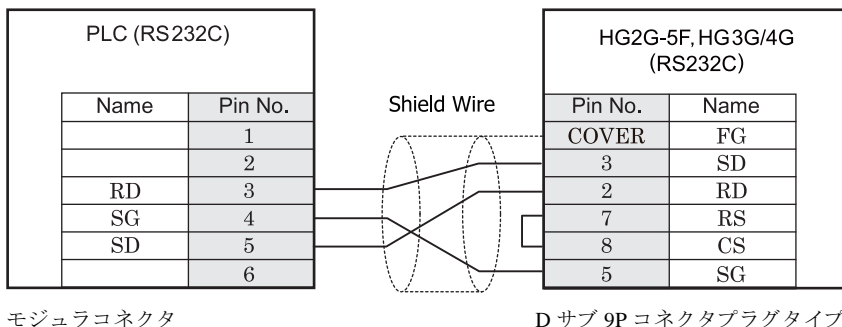 PLC (RS232C)
HG2G-5F, HG3G/4G
(RS232C)
Name Pin No.
Shield Wire
Pin No. Name
1
COVER FG
2
3 SD
RD 3
2 RD
SG 4
7 RS
SD 5
8 CS
6
5 SG
モジュラコネクタ
D サブ 9P コネクタプラグタイプ